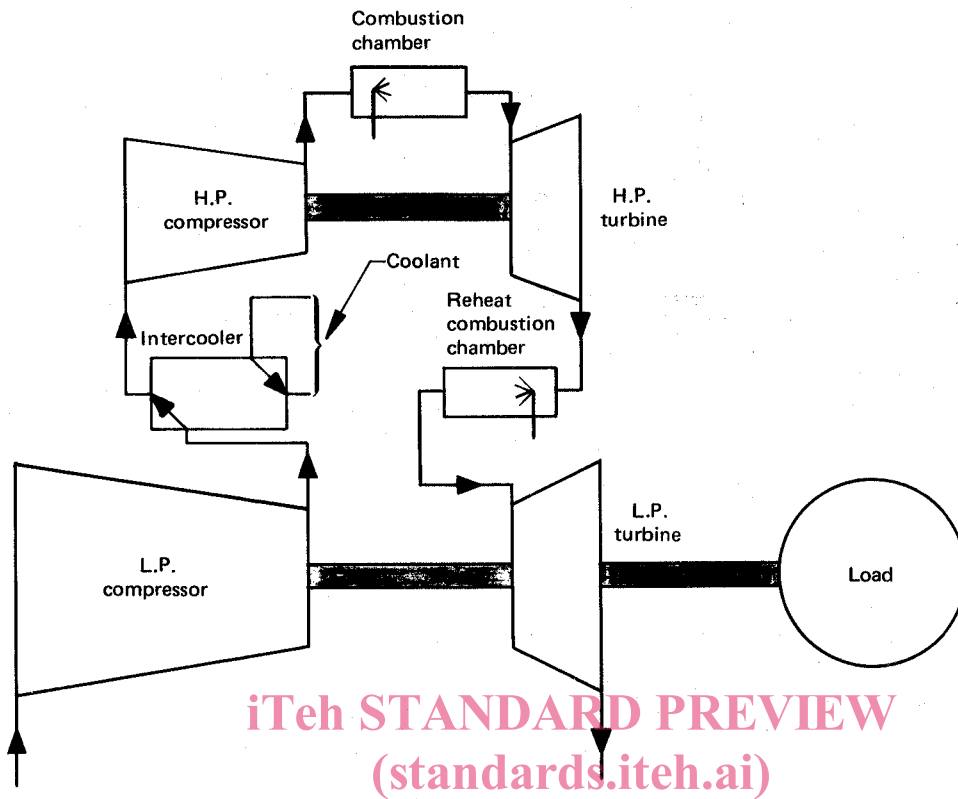 Combustion
chamber
H.P.
compressor
H.P.
turbine
Coolant
Intercooler
Reheat
combustion
chamber
L.P.
turbine
L.P.
compressor
Load
iTeh STANDARD PREVIEW
(standards.iteh.ai)